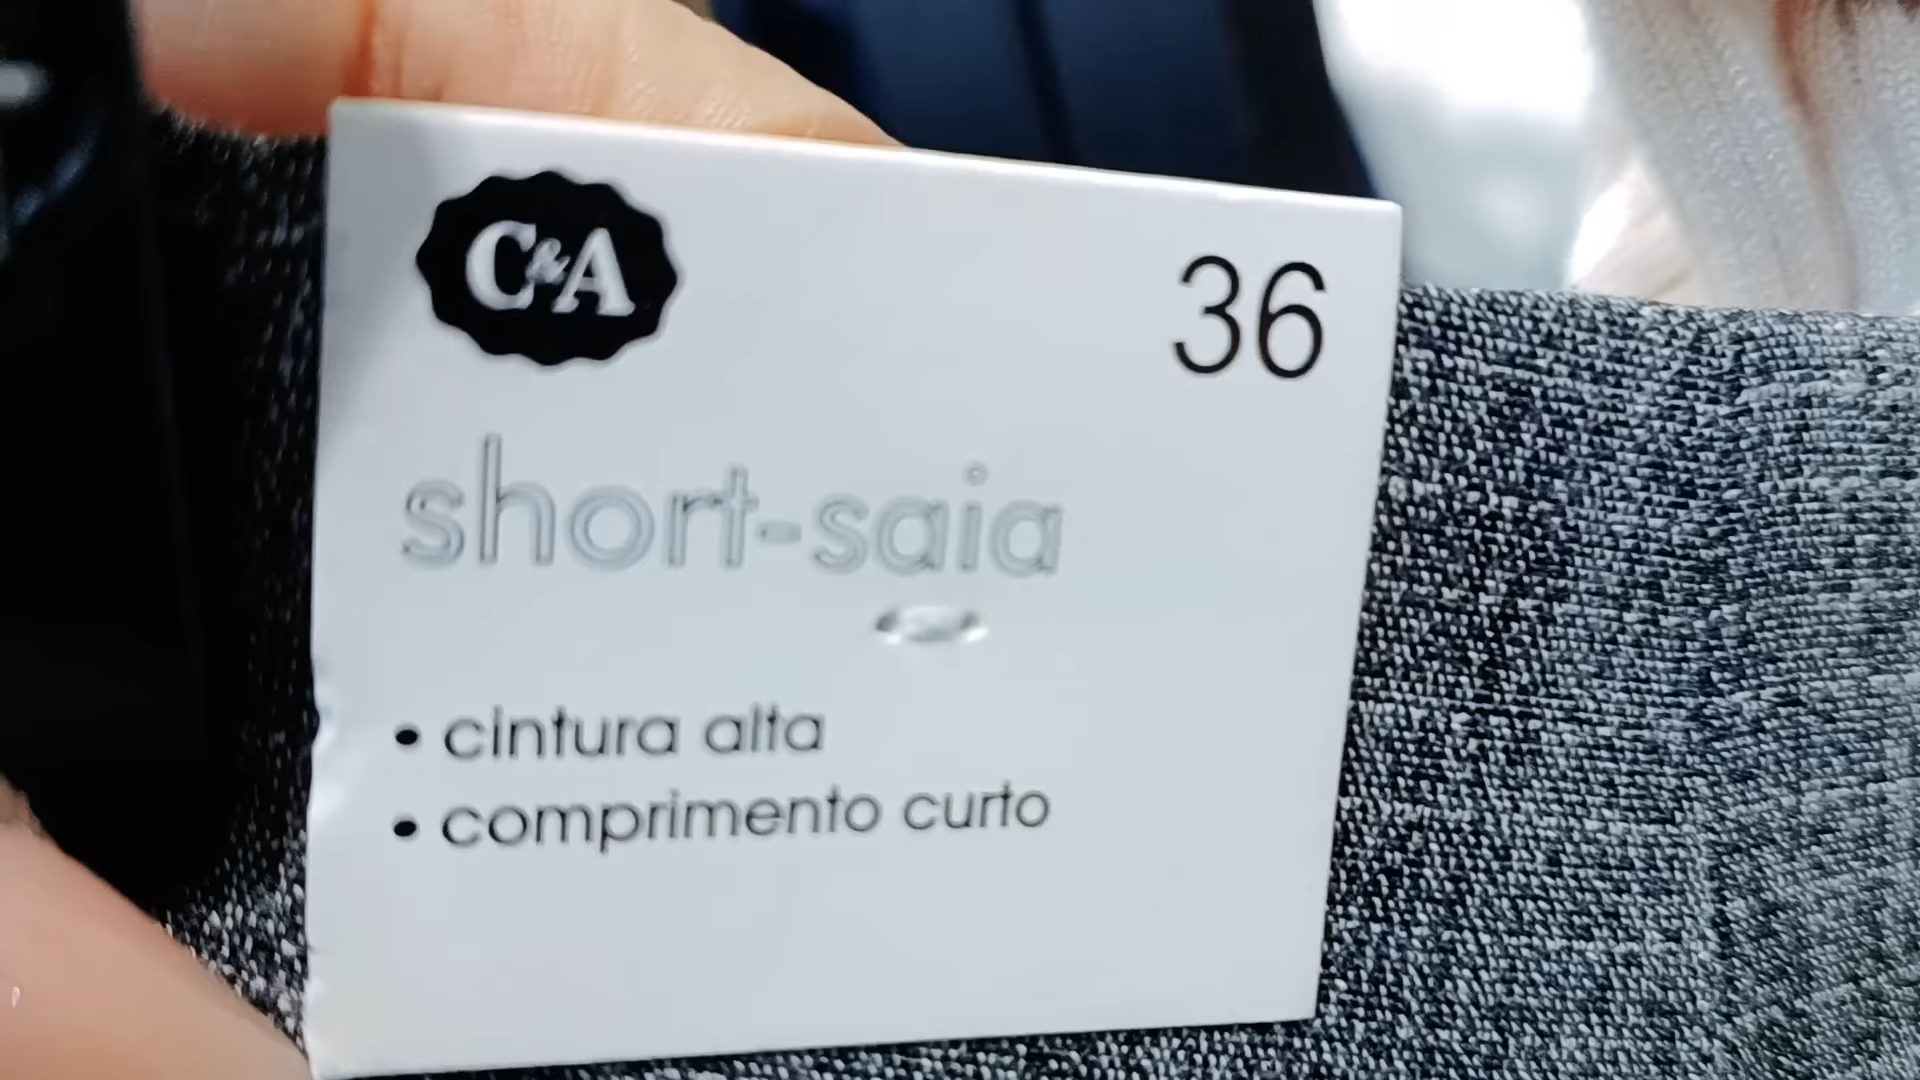 C&A
36
short-saia
• cintura alta
• comprimento curto